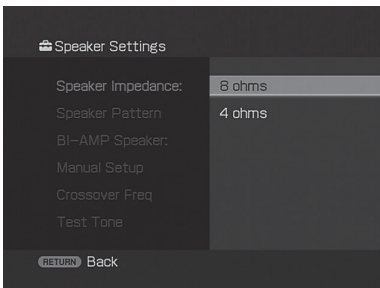 Speaker Settings
Speaker Impedance: 8 ohms
Speaker Pattern 4 ohms
BI-AMP Speaker:
Manual Setup
Crossover Freq
Test Tone
RETURN Back